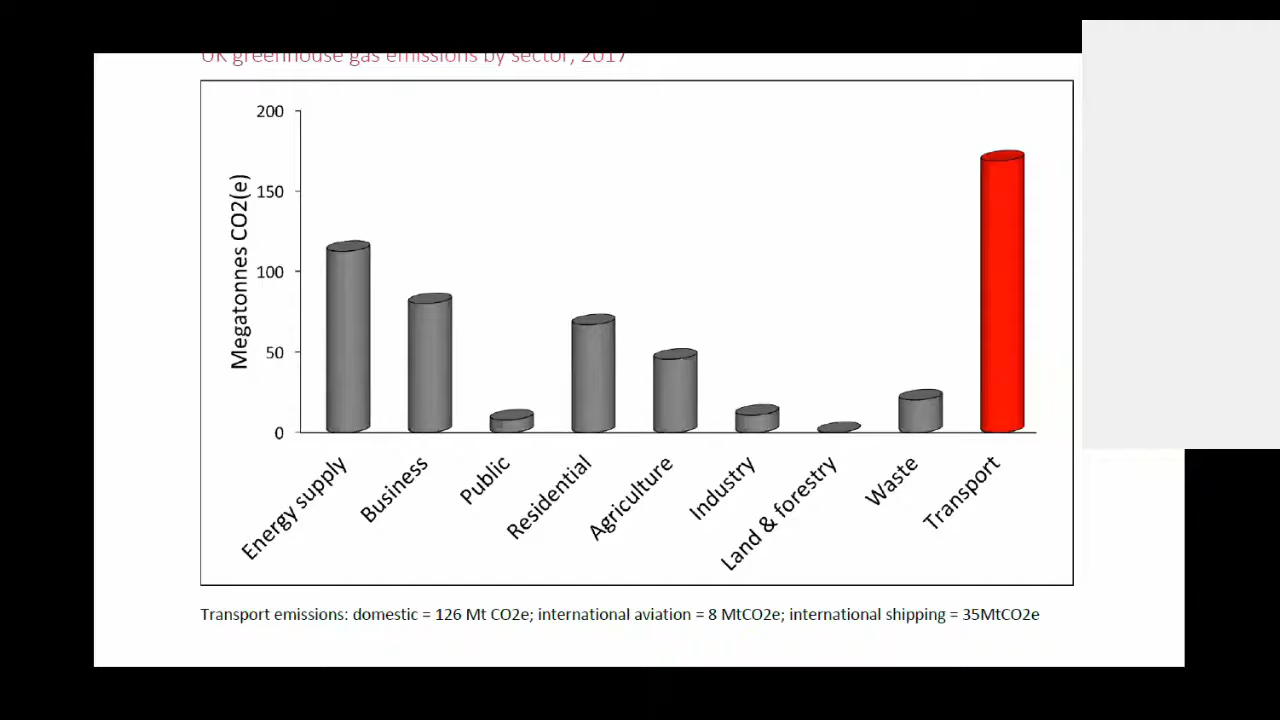 UK greenhouse gas emissions by sector, 2017
200
150
100
50
0
Megatonnes CO2(e)
Energy supply
Business
Public
Residential
Agriculture
Industry
Land & forestry
Waste
Transport
Transport emissions: domestic = 126 Mt CO2e; international aviation = 8 MtCO2e; international shipping = 35MtCO2e